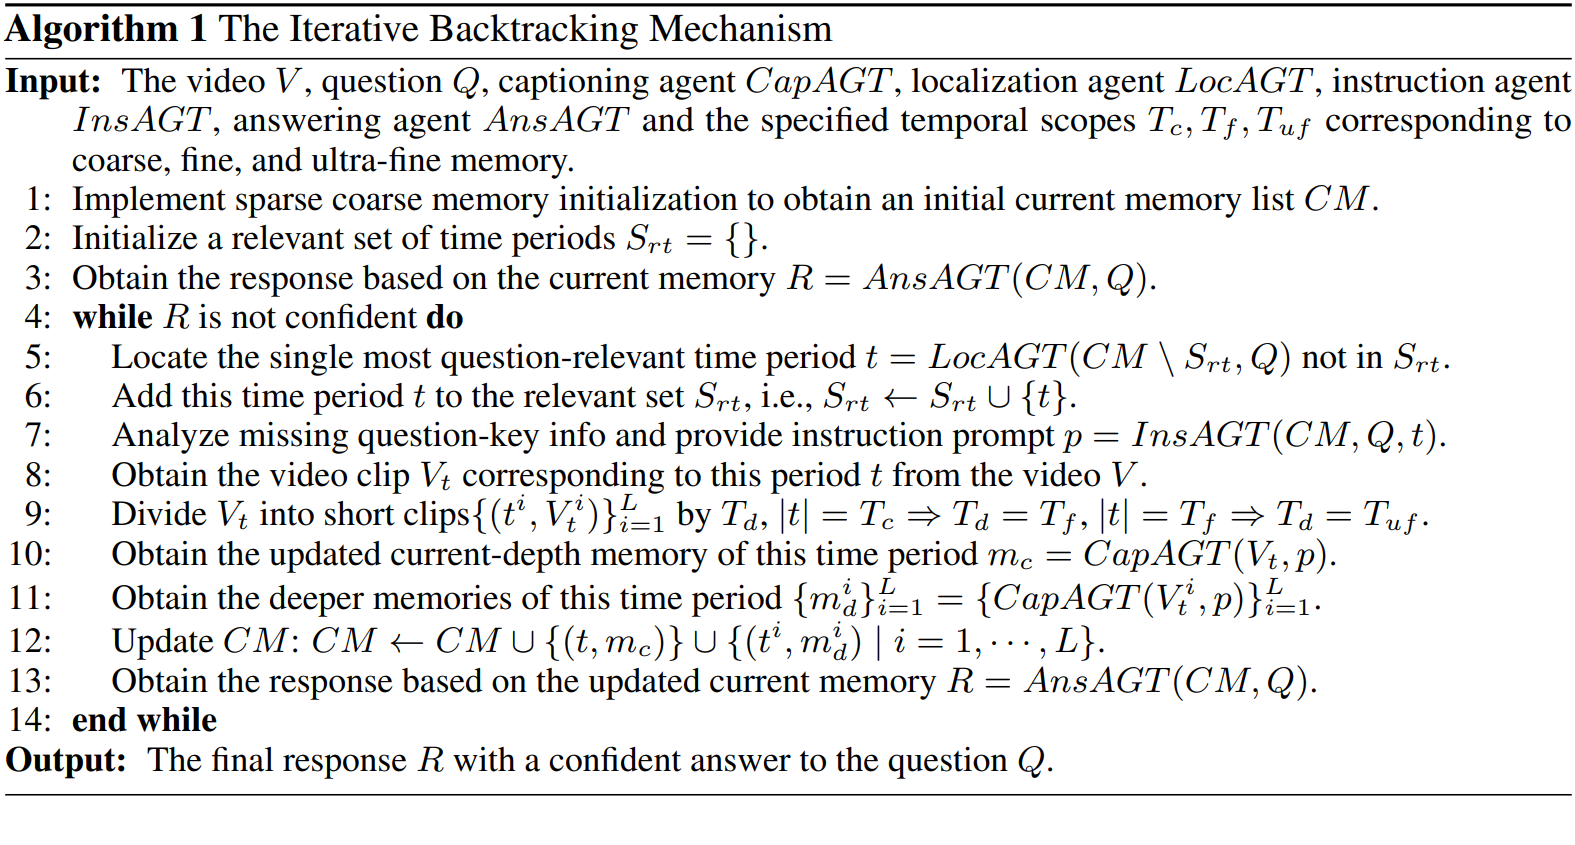 Algorithm 1 The Iterative Backtracking Mechanism
Input: The video V, question Q, captioning agent CapAGT, localization agent LocAGT, instruction agent
InsAGT, answering agent AnsAGT and the specified temporal scopes T_c, T_f, T_{uf} corresponding to
coarse, fine, and ultra-fine memory.
1: Implement sparse coarse memory initialization to obtain an initial current memory list CM.
2: Initialize a relevant set of time periods S_{rt} = {}.
3: Obtain the response based on the current memory R = AnsAGT(CM, Q).
4: while R is not confident do
5: Locate the single most question-relevant time period t = LocAGT(CM \ S_{rt}, Q) not in S_{rt}.
6: Add this time period t to the relevant set S_{rt}, i.e., S_{rt} ← S_{rt} ∪ {t}.
7: Analyze missing question-key info and provide instruction prompt p = InsAGT(CM, Q, t).
8: Obtain the video clip V_t corresponding to this period t from the video V.
9: Divide V_t into short clips{(t^i, V_t^i)}_{i=1}^L by T_d, |t| = T_c ⇒ T_d = T_f, |t| = T_f ⇒ T_d = T_{uf}.
10: Obtain the updated current-depth memory of this time period m_c = CapAGT(V_t, p).
11: Obtain the deeper memories of this time period {m_d^i}_{i=1}^L = {CapAGT(V_t^i, p)}_{i=1}^L.
12: Update CM: CM ← CM ∪ {(t, m_c)} ∪ {(t^i, m_d^i) | i = 1, ⋯, L}.
13: Obtain the response based on the updated current memory R = AnsAGT(CM, Q).
14: end while
Output: The final response R with a confident answer to the question Q.